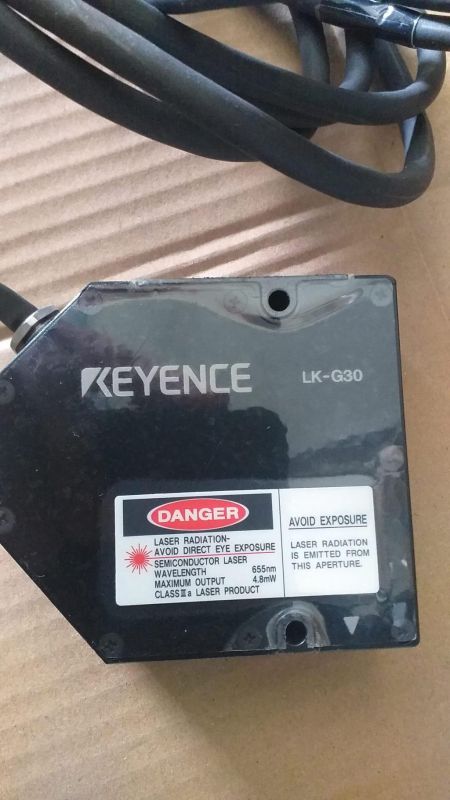 KEYENCE
LK-G30
DANGER
LASER RADIATION-
AVOID DIRECT EYE EXPOSURE
SEMICONDUCTOR LASER
WAVELENGTH 655nm
MAXIMUM OUTPUT 4.8mW
CLASS Ⅲa LASER PRODUCT
AVOID EXPOSURE
LASER RADIATION
IS EMITTED FROM
THIS APERTURE.